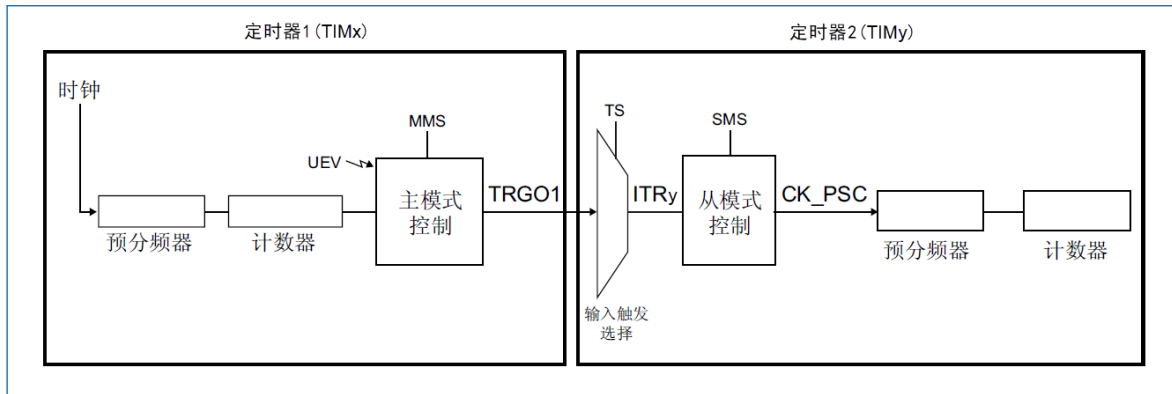 定时器1(TIMx)
定时器2(TIMy)
时钟
MMS
UEV
主模式
控制
TRGO1
预分频器
计数器
TS
SMS
ITRy
从模式
控制
CK_PSC
预分频器
计数器
输入触发
选择